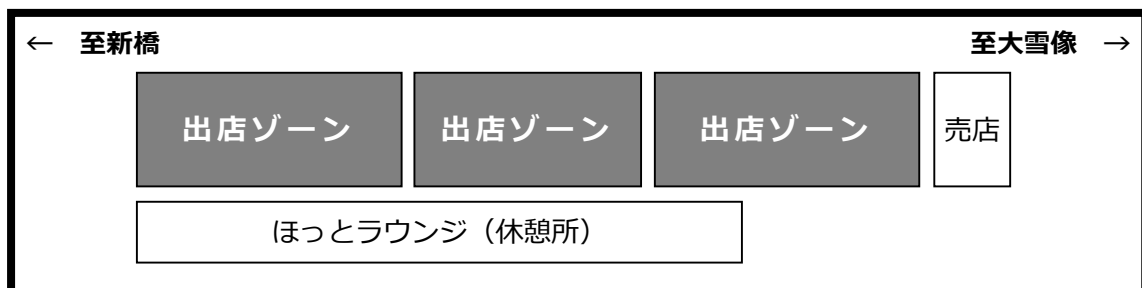 ← 至新橋 至大雪像 →
出店ゾーン 出店ゾーン 出店ゾーン 売店
ほっとラウンジ（休憩所）